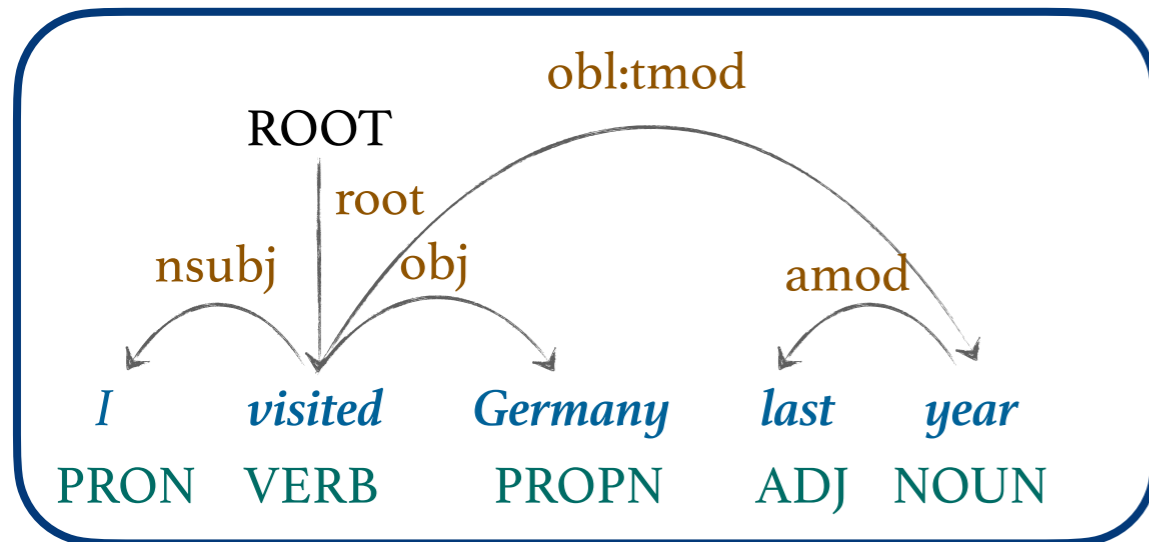 obl:tmod
ROOT
root
nsubj obj amod
I visited Germany last year
PRON VERB PROPN ADJ NOUN